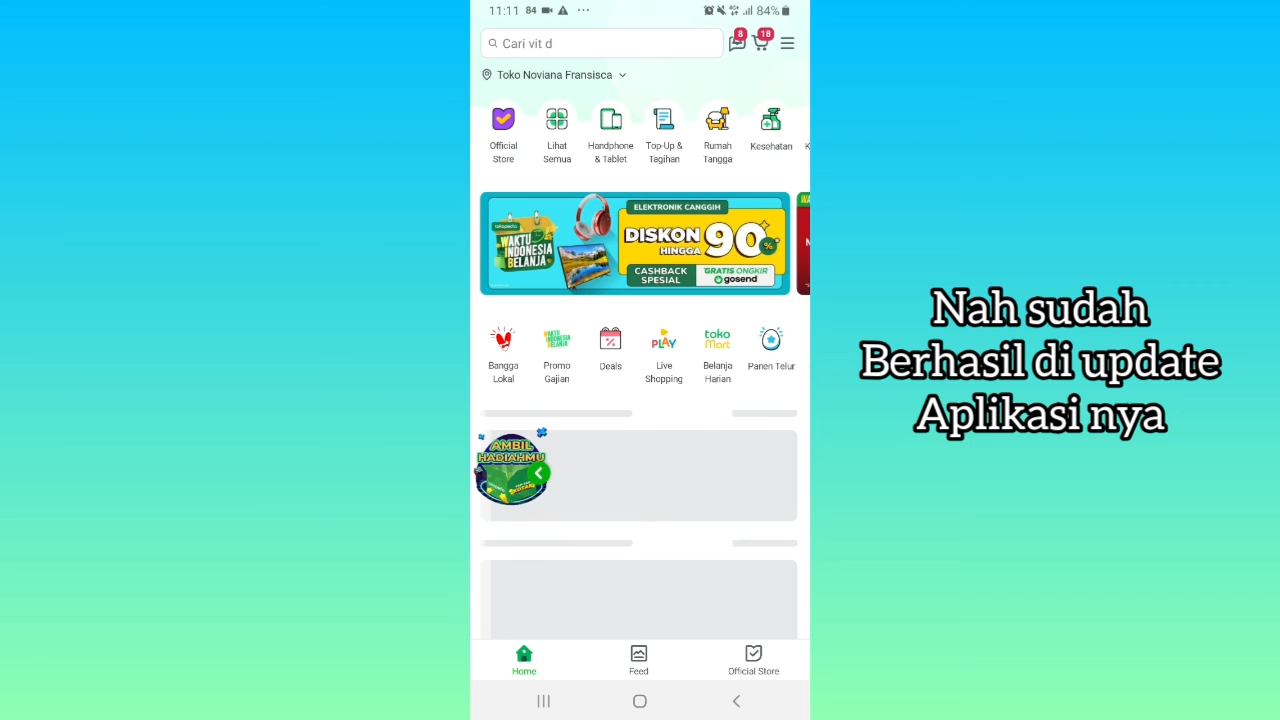 11:11 84 84%
Cari vit d
8
18
Toko Noviana Fransisca
Official
Store
Lihat
Semua
Handphone
& Tablet
Top-Up &
Tagihan
Rumah
Tangga
Kesehatan
tokopedia
WAKTU
INDONESIA
BELANJA
ELEKTRONIK CANGGIH
DISKON
HINGGA
90%
CASHBACK
SPESIAL
GRATIS ONGKIR
gosend
WAKTU
INDONESIA
BELANJA
PLAY
toko
Mart
Bangga
Lokal
Promo
Gajian
Deals
Live
Shopping
Belanja
Harian
Panen Telur
AMBIL
HADIAHMU
Home
Feed
Official Store
Nah sudah
Berhasil di update
Aplikasi nya